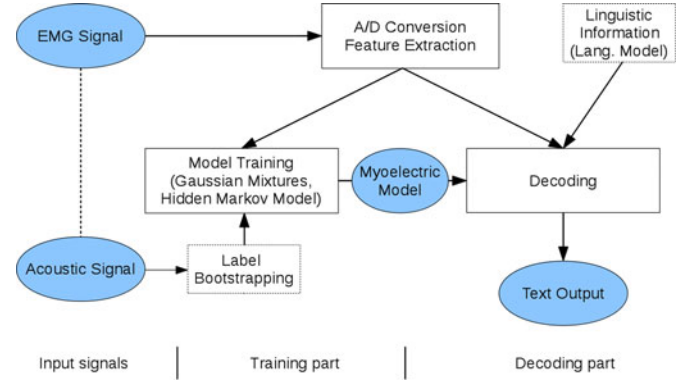 EMG Signal
A/D Conversion
Feature Extraction
Linguistic
Information
(Lang. Model)
Model Training
(Gaussian Mixtures,
Hidden Markov Model)
Myoelectric
Model
Decoding
Acoustic Signal
Label
Bootstrapping
Text Output
Input signals
Training part
Decoding part